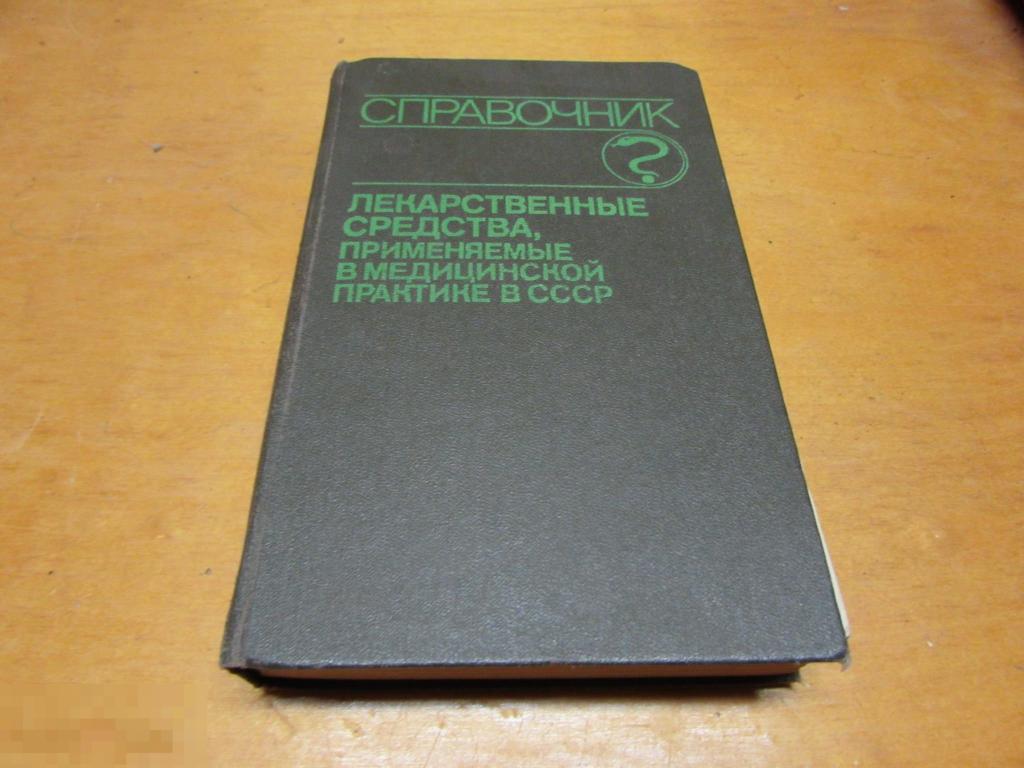 СПРАВОЧНИК
ЛЕКАРСТВЕННЫЕ
СРЕДСТВА,
ПРИМЕНЯЕМЫЕ
В МЕДИЦИНСКОЙ
ПРАКТИКЕ В СССР